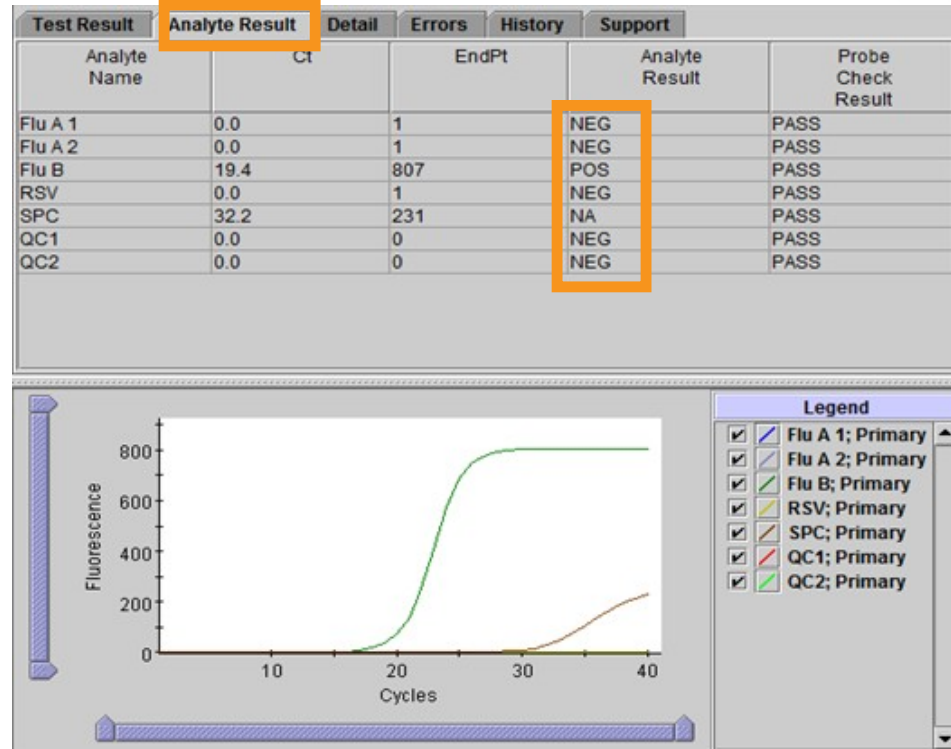 Test Result Analyte Result Detail Errors History Support
Analyte Name Ct EndPt Analyte Result Probe Check Result
Flu A 1 0.0 1 NEG PASS
Flu A 2 0.0 1 NEG PASS
Flu B 19.4 807 POS PASS
RSV 0.0 1 NEG PASS
SPC 32.2 231 NA PASS
QC1 0.0 0 NEG PASS
QC2 0.0 0 NEG PASS
Fluorescence
800
600
400
200
0
10 20 30 40
Cycles
Legend
Flu A 1; Primary
Flu A 2; Primary
Flu B; Primary
RSV; Primary
SPC; Primary
QC1; Primary
QC2; Primary